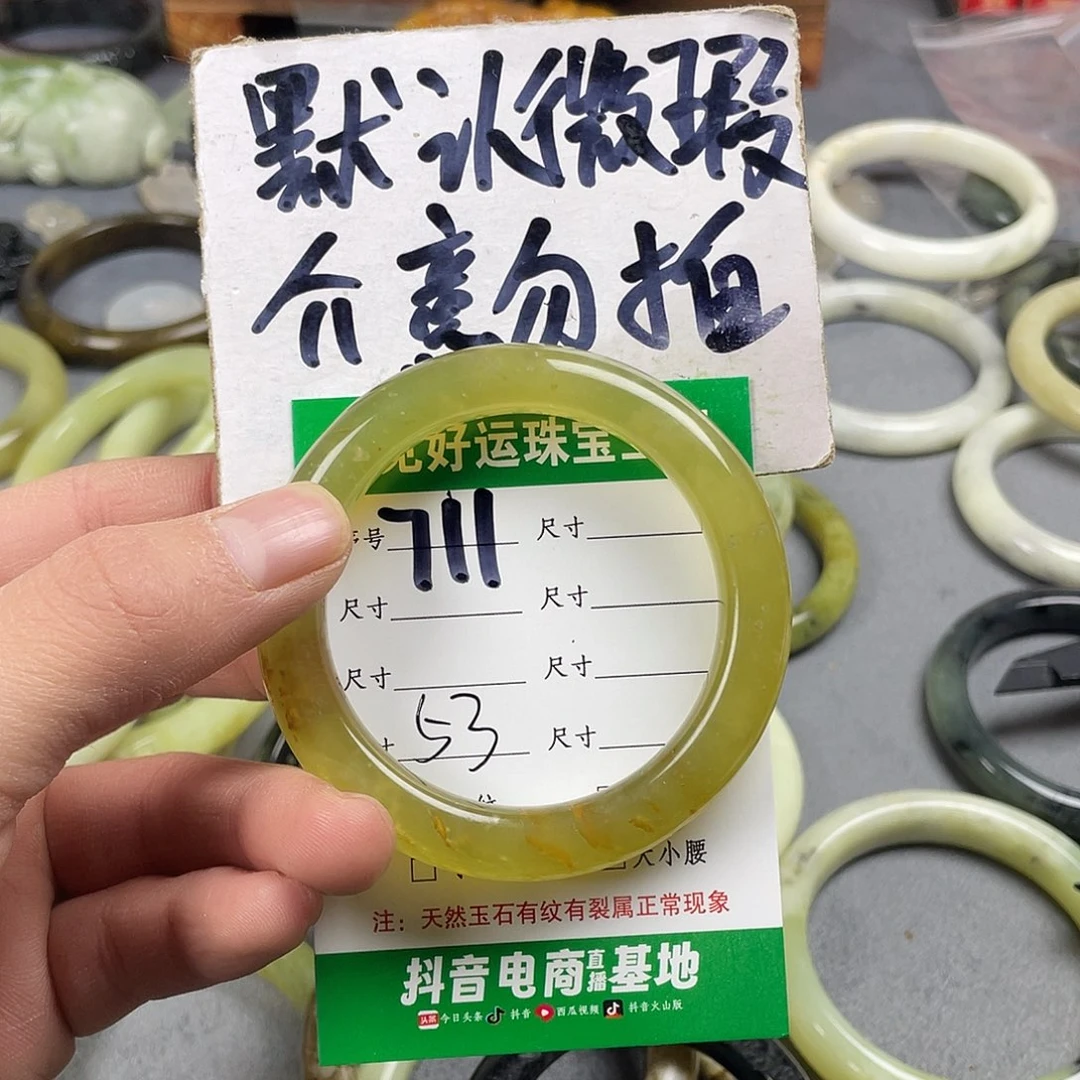 默认微瑕
介意勿拍
好运珠宝
号 711 尺寸
尺寸 尺寸
尺寸 尺寸
53 尺寸
大小腰
注：天然玉石有纹有裂属正常现象
抖音电商直播基地
头条 今日头条 抖音 西瓜视频 抖音火山版